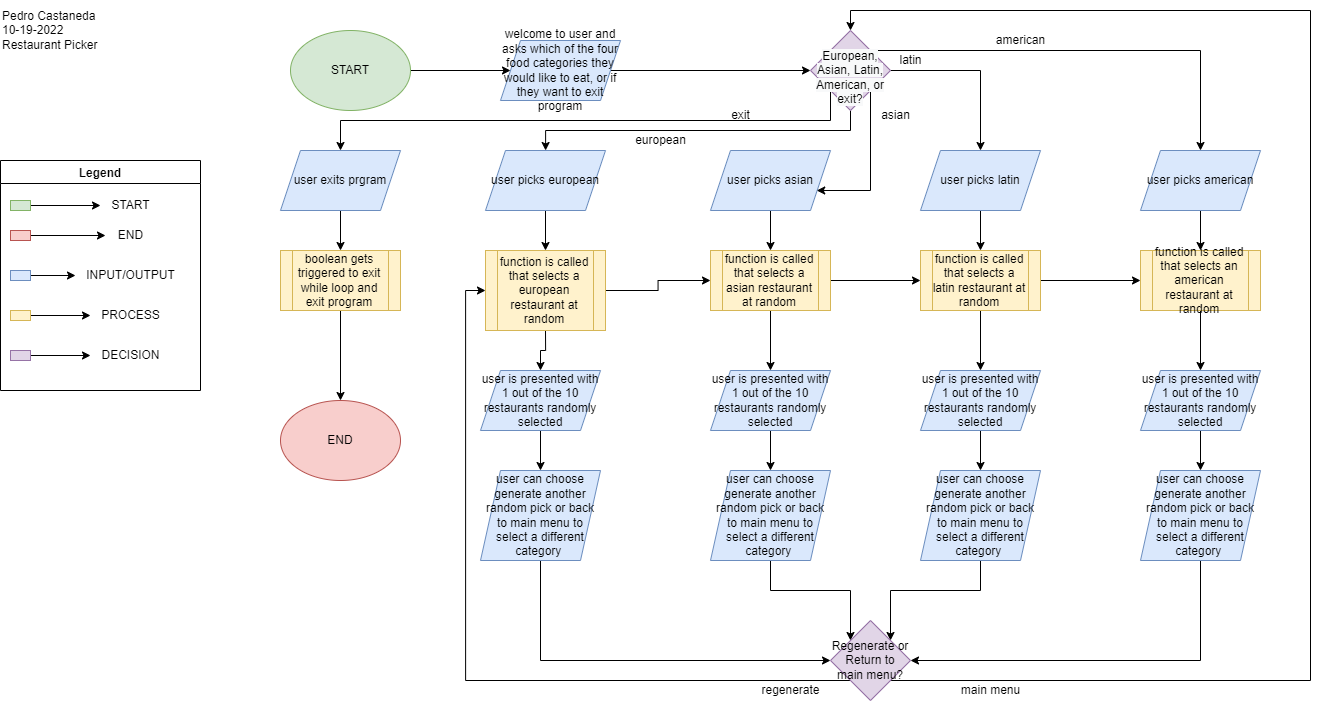 Pedro Castaneda
10-19-2022
Restaurant Picker
START
welcome to user and
asks which of the four
food categories they
would like to eat, or if
they want to exit
program
European,
Asian, Latin,
American, or
exit?
american
latin
exit
asian
european
Legend
START
END
INPUT/OUTPUT
PROCESS
DECISION
user exits prgram
user picks european
user picks asian
user picks latin
user picks american
boolean gets
triggered to exit
while loop and
exit program
function is called
that selects a
european
restaurant at
random
function is called
that selects a
asian restaurant
at random
function is called
that selects a
latin restaurant at
random
function is called
that selects an
american
restaurant at
random
END
user is presented with
1 out of the 10
restaurants randomly
selected
user is presented with
1 out of the 10
restaurants randomly
selected
user is presented with
1 out of the 10
restaurants randomly
selected
user is presented with
1 out of the 10
restaurants randomly
selected
user can choose
generate another
random pick or back
to main menu to
select a different
category
user can choose
generate another
random pick or back
to main menu to
select a different
category
user can choose
generate another
random pick or back
to main menu to
select a different
category
user can choose
generate another
random pick or back
to main menu to
select a different
category
Regenerate or
Return to
main menu?
regenerate
main menu